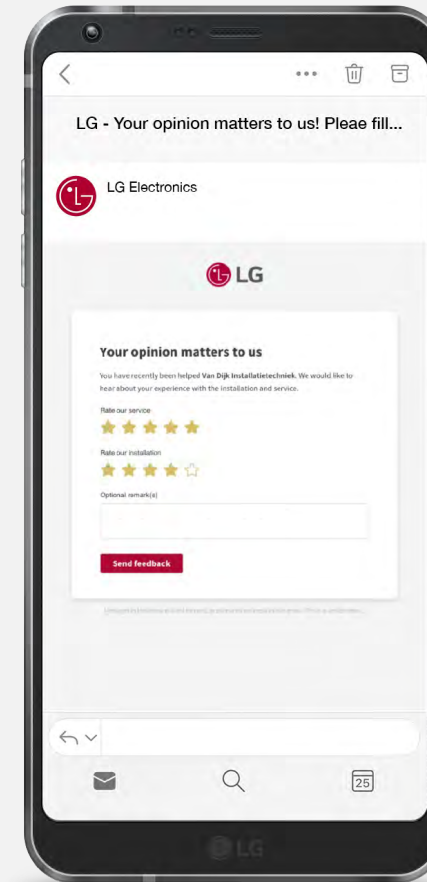 LG - Your opinion matters to us! Pleae fill...
LG Electronics
LG
Your opinion matters to us
You have recently been helped Van Dijk Installatietechniek. We would like to
hear about your experience with the installation and service.
Rate our service
Rate our installation
Optional remark(s)
Send feedback
25
LG